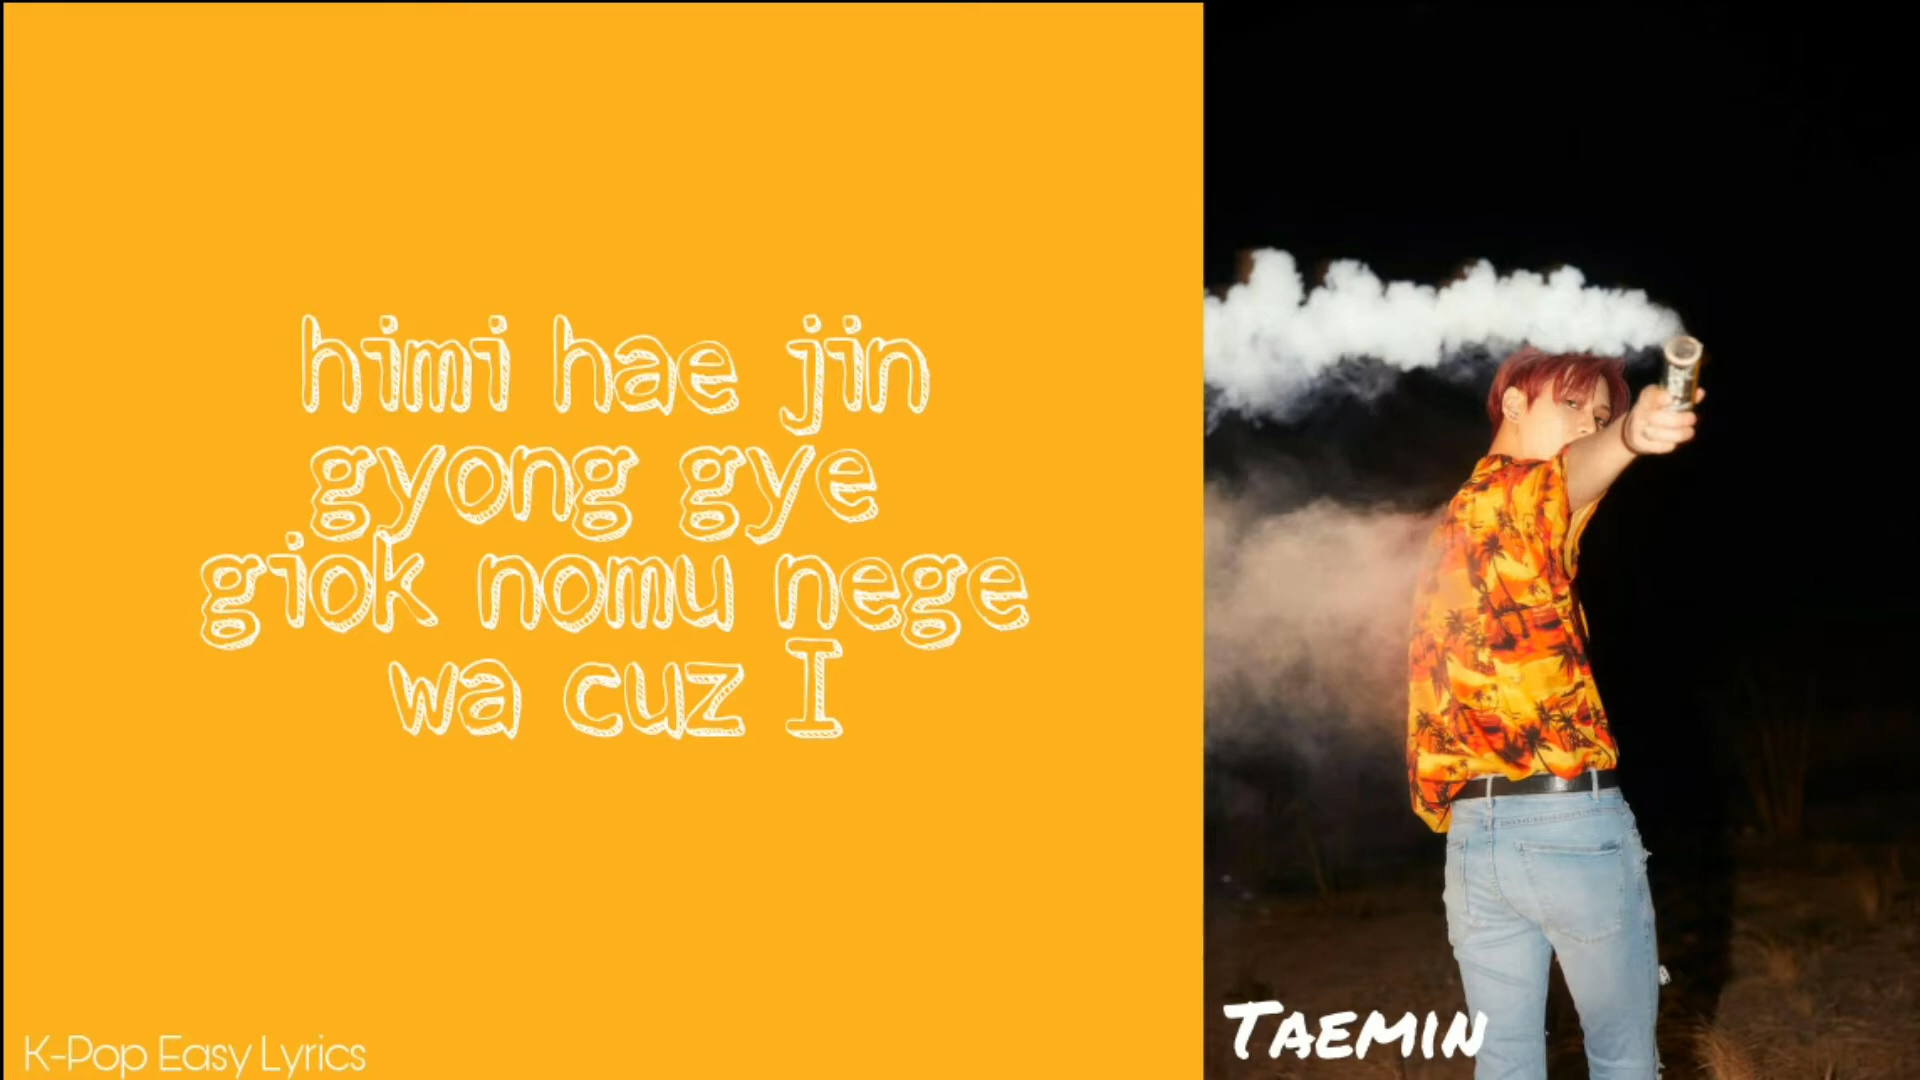 himi hae jin
gyong gye
giok nomu nege
wa cuz I
K-Pop Easy Lyrics
Taemin